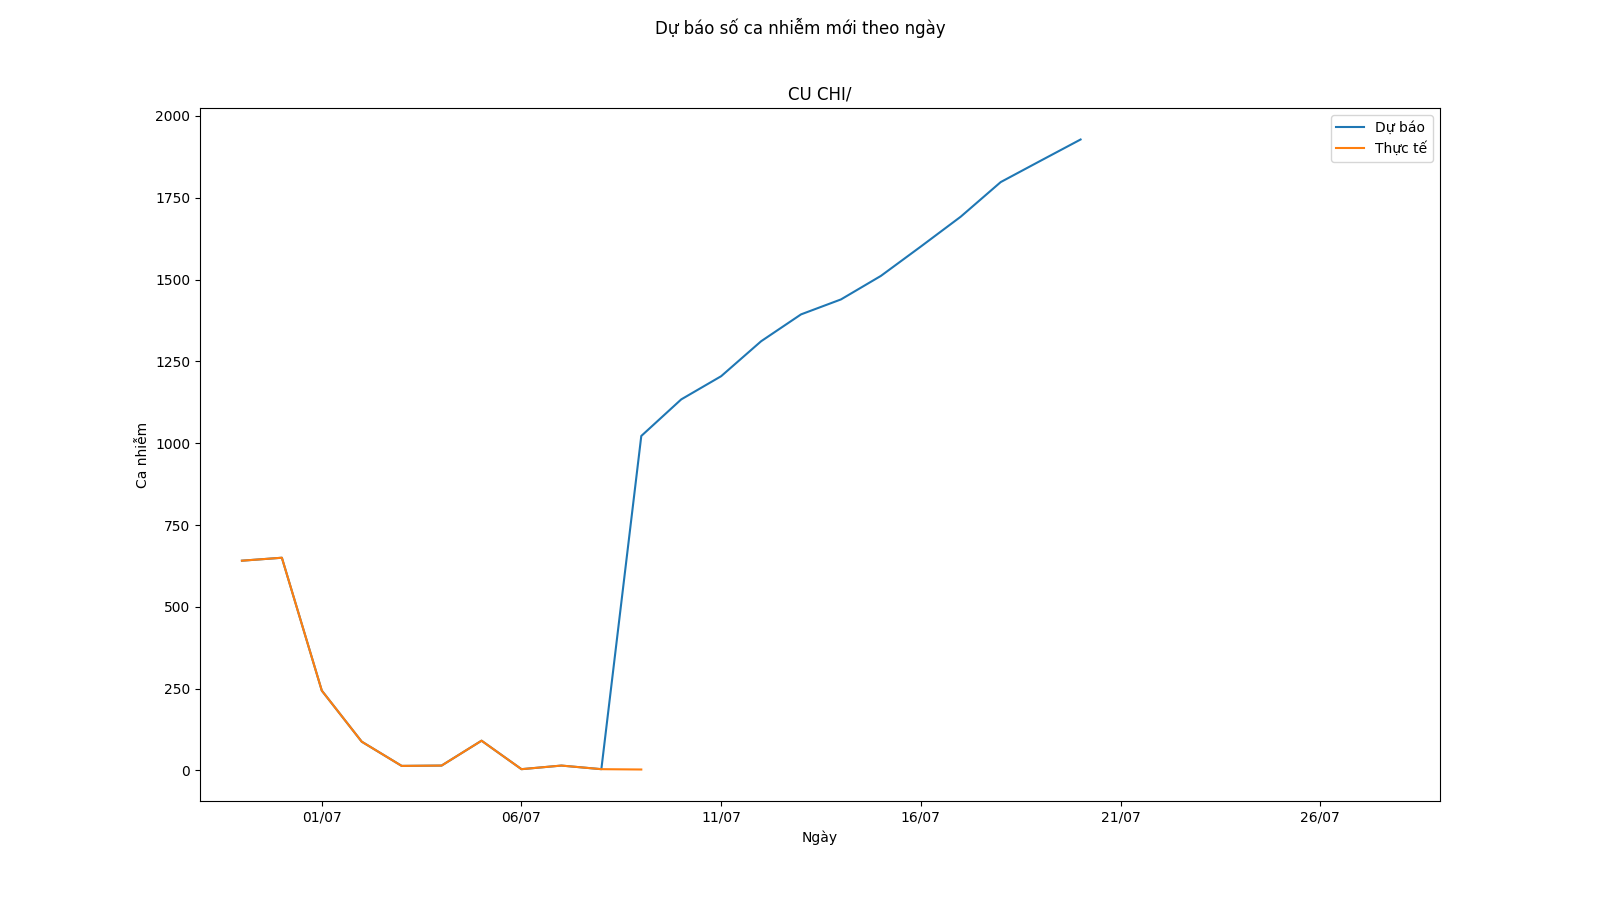 Dự báo số ca nhiễm mới theo ngày
CU CHI/
2000
1750
1500
1250
1000
750
500
250
0
Ca nhiễm
Dự báo
Thực tế
01/07
06/07
11/07
16/07
21/07
26/07
Ngày